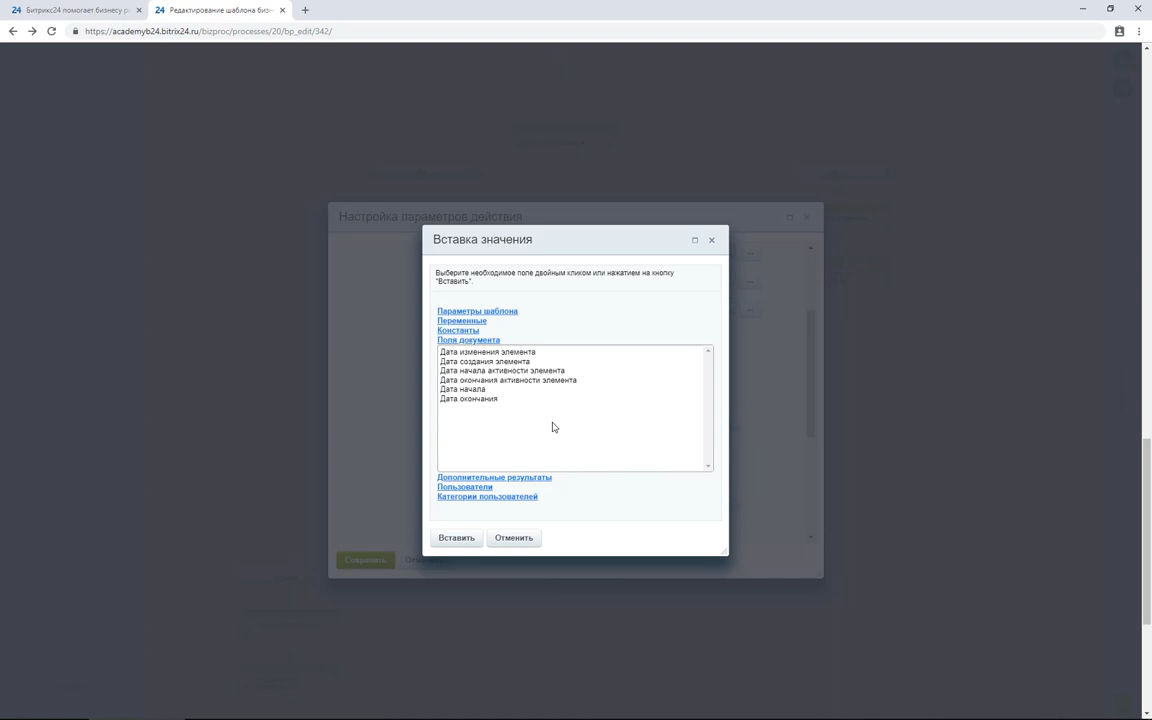 24 Битрикс24 помогает бизнесу р
24 Редактирование шаблона бизн
https://academyb24.bitrix24.ru/bizproc/processes/20/bp_edit/342/
Настройка параметров действия
Вставка значения
Выберите необходимое поле двойным кликом или нажатием на кнопку
"Вставить".
Параметры шаблона
Переменные
Константы
Поля документа
Дата изменения элемента
Дата создания элемента
Дата начала активности элемента
Дата окончания активности элемента
Дата начала
Дата окончания
Дополнительные результаты
Пользователи
Категории пользователей
Вставить
Отменить
Сохранить